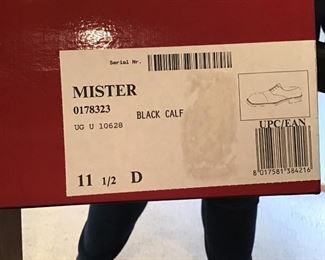 Serial Nr.
MISTER
0178323
UG U 10628
BLACK CALF
UPC/EAN
11 1/2 D
8 017581 384216